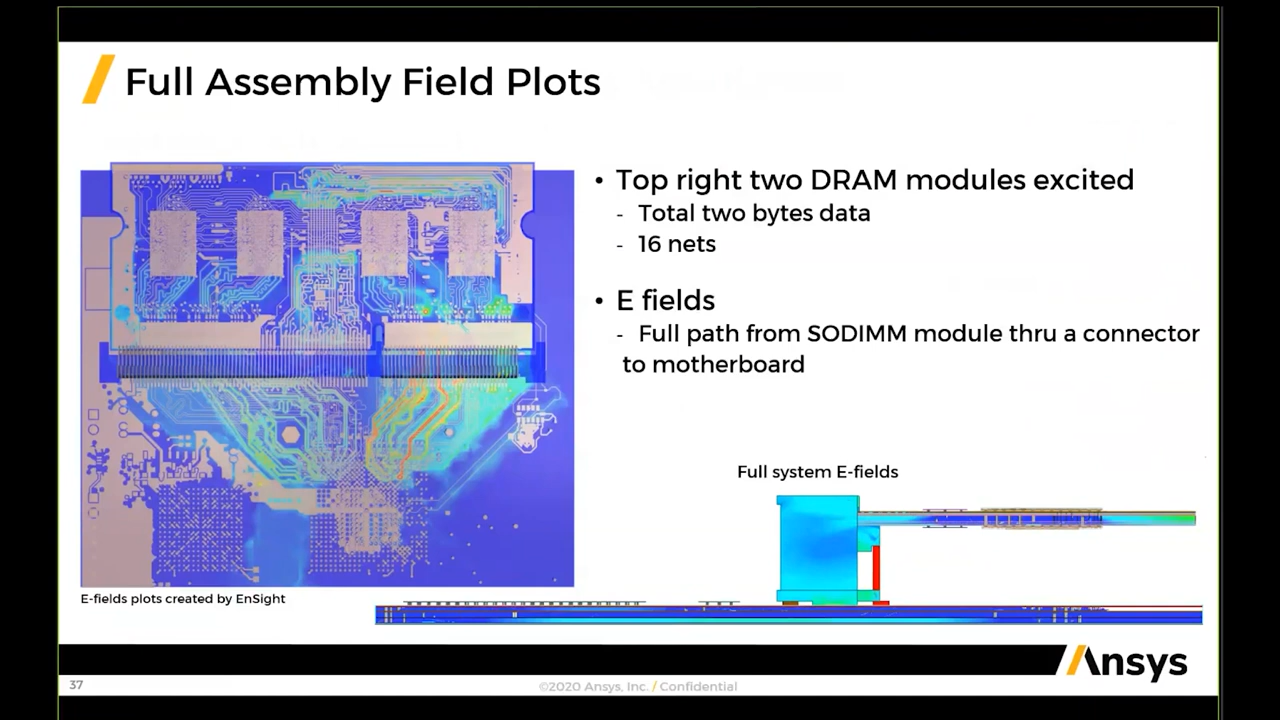 Full Assembly Field Plots
• Top right two DRAM modules excited
- Total two bytes data
- 16 nets
• E fields
- Full path from SODIMM module thru a connector
to motherboard
Full system E-fields
E-fields plots created by EnSight
Ansys
37
©2020 Ansys, Inc. / Confidential